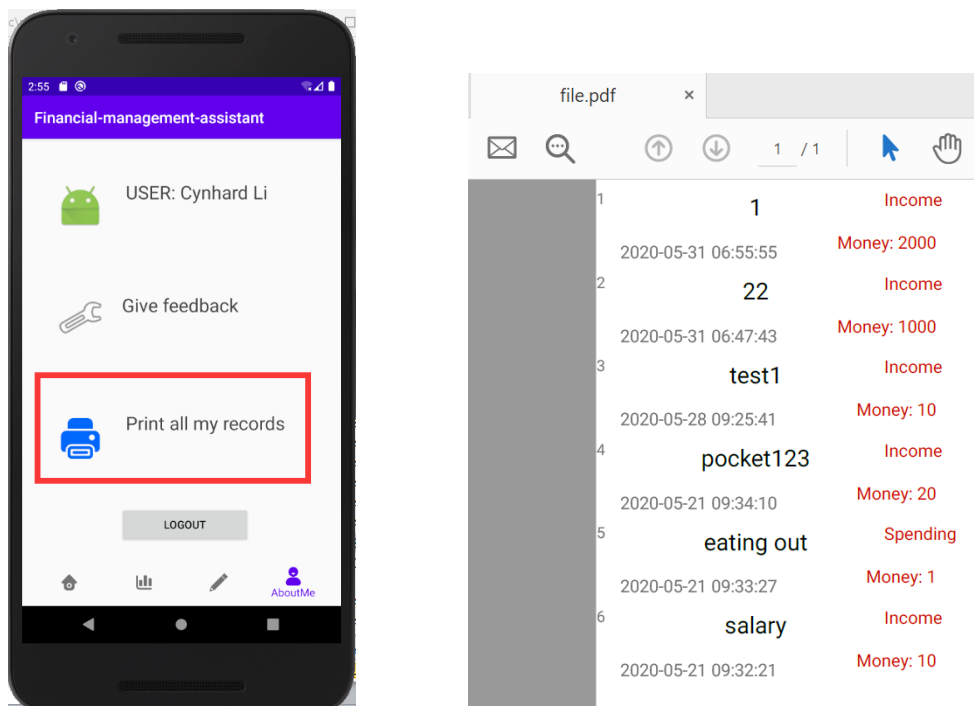 2:55
Financial-management-assistant
USER: Cynhard Li
Give feedback
Print all my records
LOGOUT
AboutMe
file.pdf ×
1 / 1
1 1 Income
2020-05-31 06:55:55 Money: 2000
2 22 Income
2020-05-31 06:47:43 Money: 1000
3 test1 Income
2020-05-28 09:25:41 Money: 10
4 pocket123 Income
2020-05-21 09:34:10 Money: 20
5 eating out Spending
2020-05-21 09:33:27 Money: 1
6 salary Income
2020-05-21 09:32:21 Money: 10